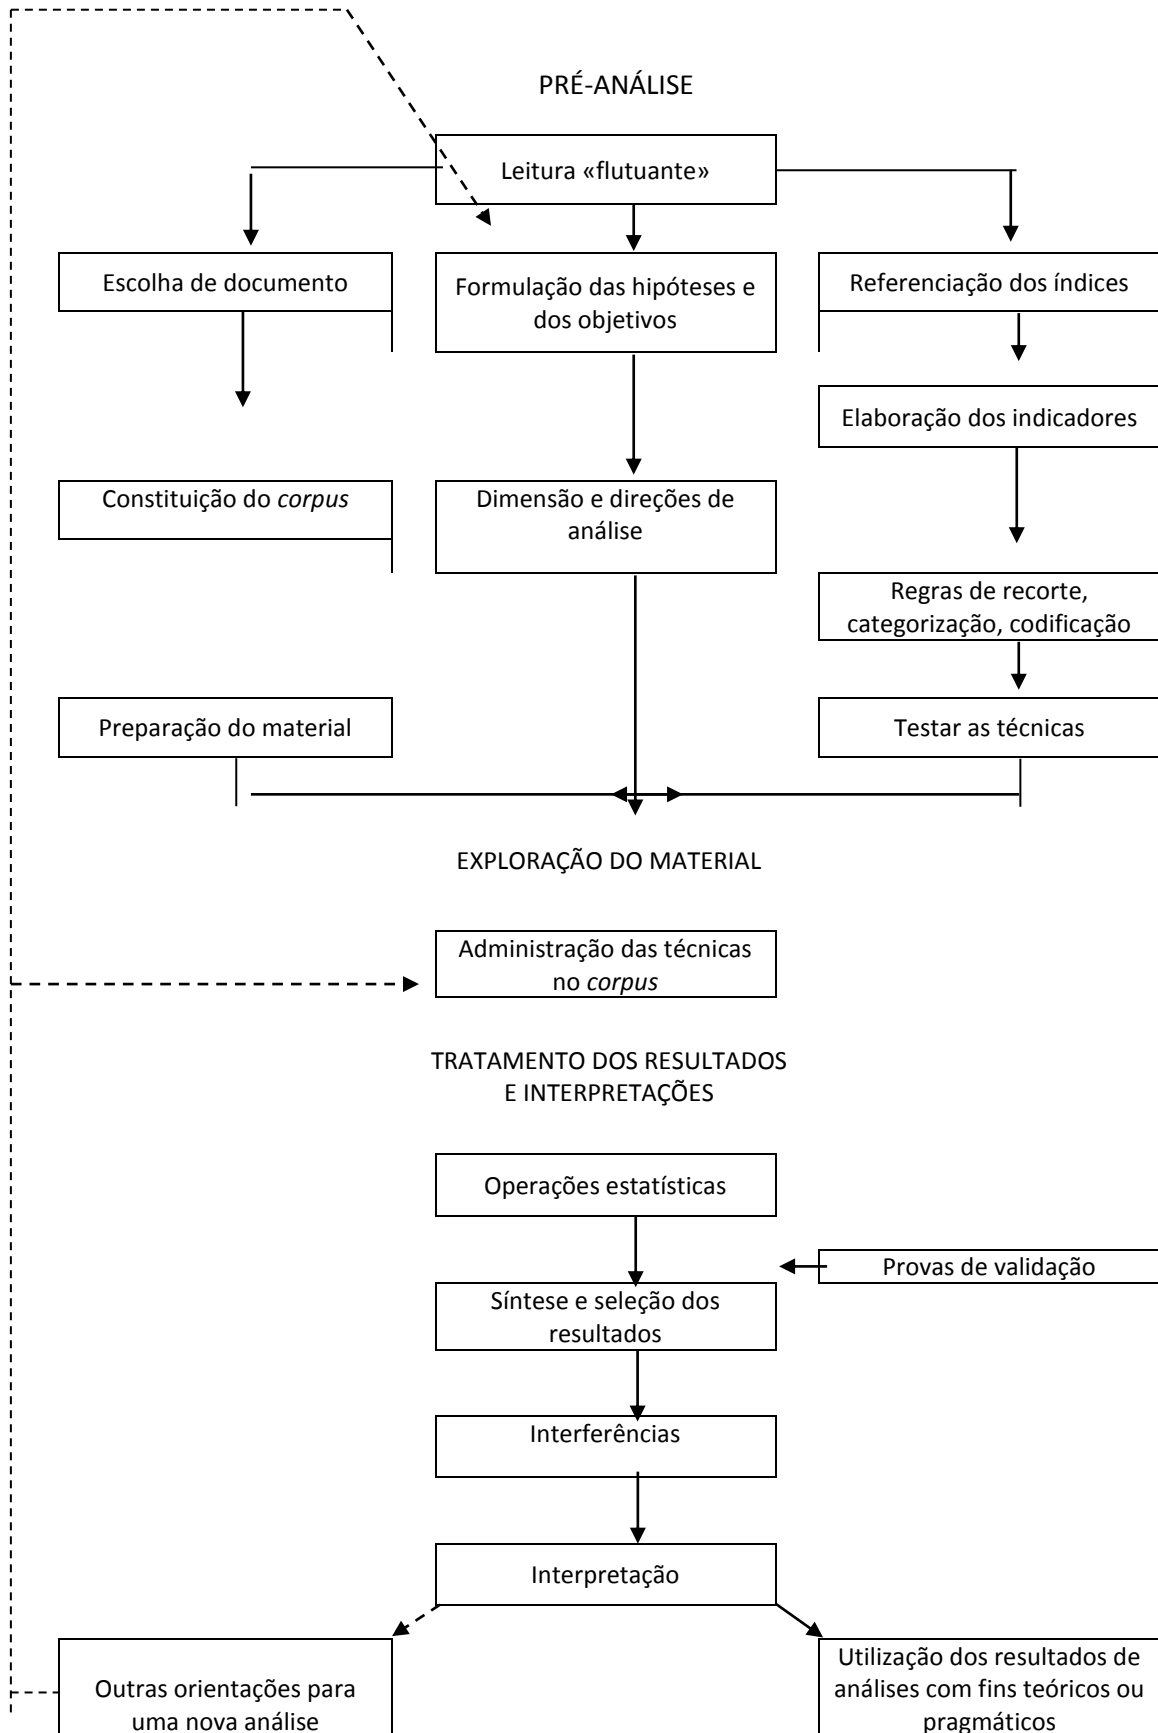 PRÉ-ANÁLISE
Leitura «flutuante»
Escolha de documento
Formulação das hipóteses e
dos objetivos
Referenciação dos índices
Elaboração dos indicadores
Constituição do corpus
Dimensão e direções de
análise
Regras de recorte,
categorização, codificação
Preparação do material
Testar as técnicas
EXPLORAÇÃO DO MATERIAL
Administração das técnicas
no corpus
TRATAMENTO DOS RESULTADOS
E INTERPRETAÇÕES
Operações estatísticas
Provas de validação
Síntese e seleção dos
resultados
Interferências
Interpretação
Outras orientações para
uma nova análise
Utilização dos resultados de
análises com fins teóricos ou
pragmáticos